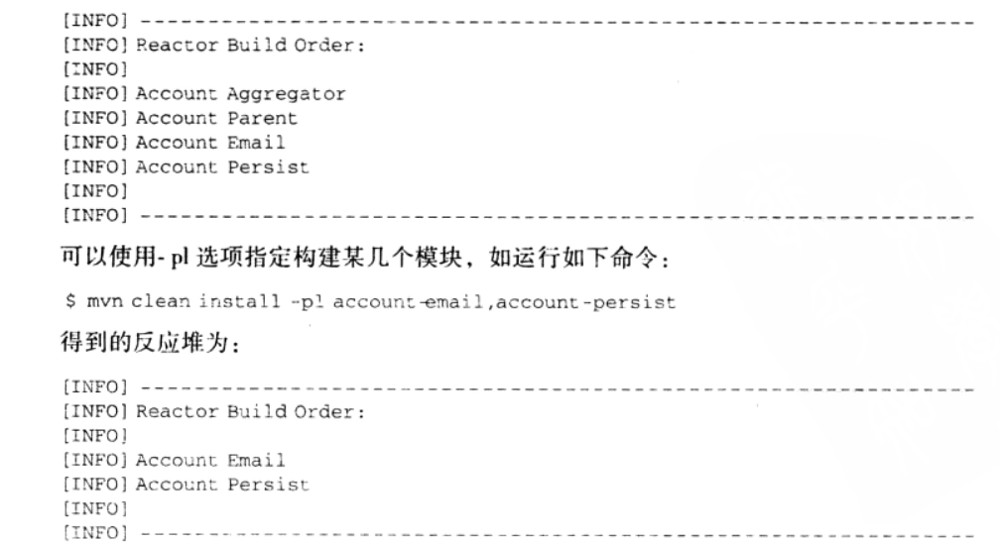 [INFO] --------------------------------------------------------------
[INFO] Reactor Build Order:
[INFO]
[INFO] Account Aggregator
[INFO] Account Parent
[INFO] Account Email
[INFO] Account Persist
[INFO]
[INFO] --------------------------------------------------------------
可以使用- pl 选项指定构建某几个模块，如运行如下命令：
$ mvn clean install -pl account-email,account-persist
得到的反应堆为：
[INFO] --------------------------------------------------------------
[INFO] Reactor Build Order:
[INFO]
[INFO] Account Email
[INFO] Account Persist
[INFO]
[INFO] --------------------------------------------------------------